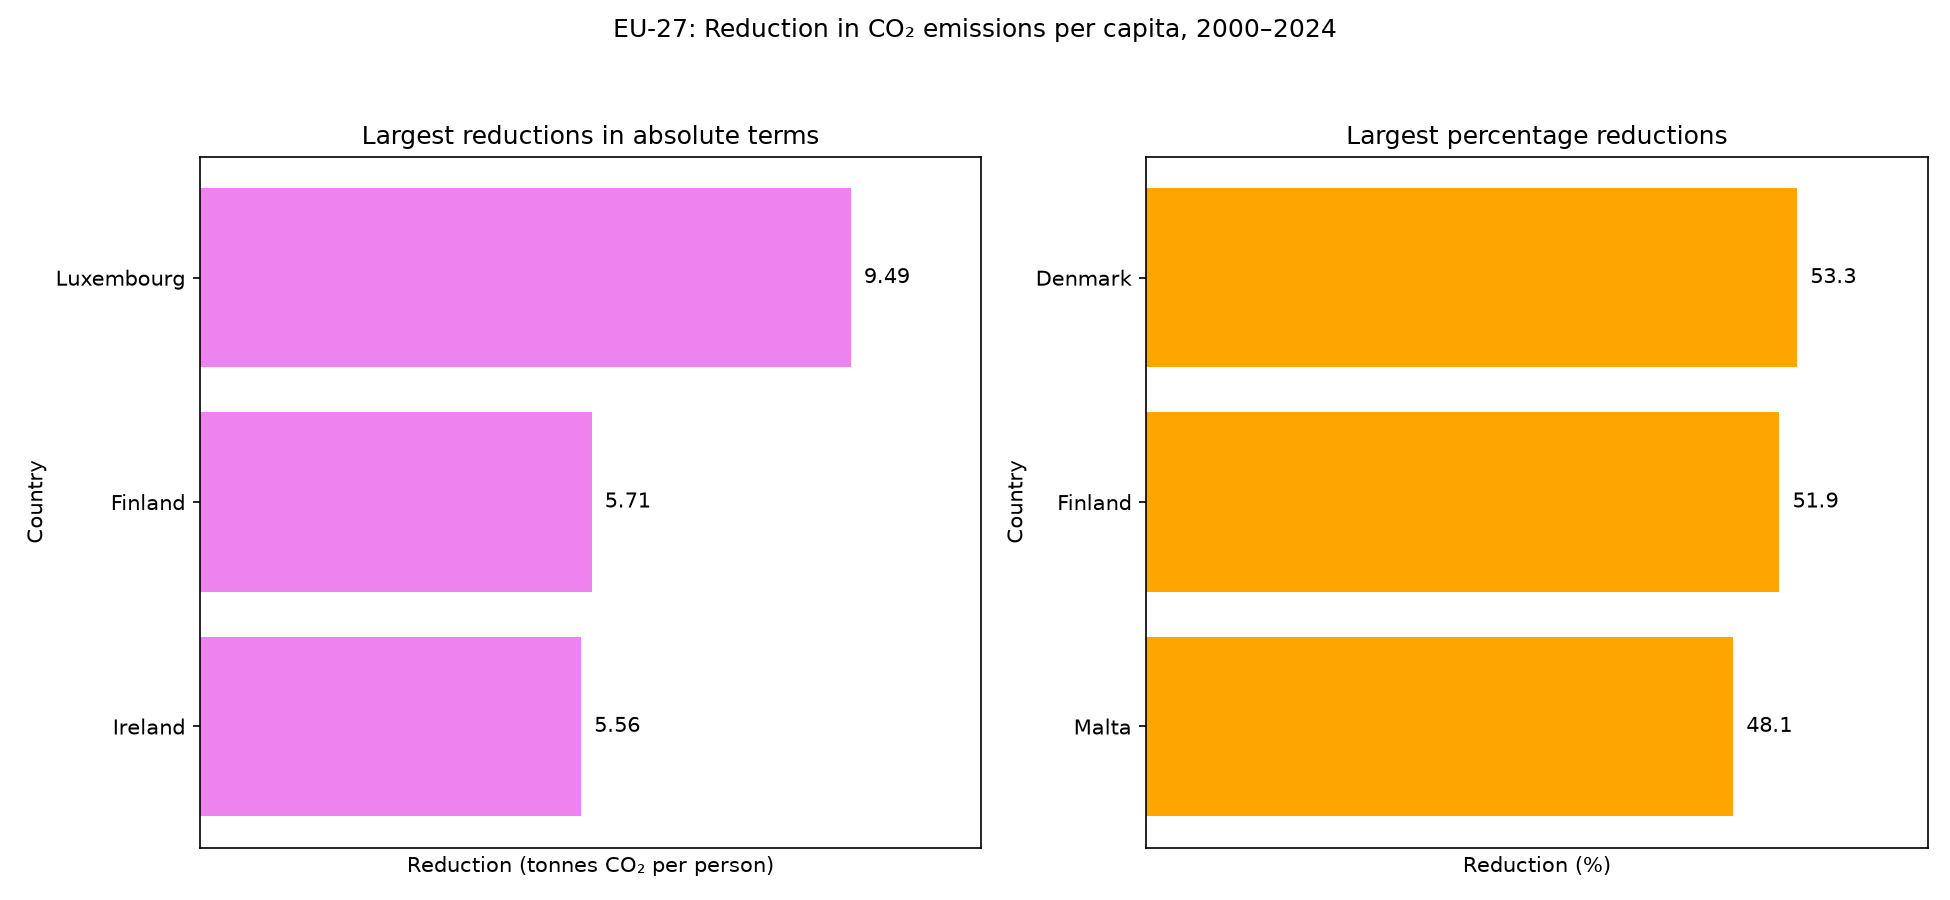 EU-27: Reduction in CO₂ emissions per capita, 2000–2024
Largest reductions in absolute terms
Country
Luxembourg
9.49
Finland
5.71
Ireland
5.56
Reduction (tonnes CO₂ per person)
Largest percentage reductions
Country
Denmark
53.3
Finland
51.9
Malta
48.1
Reduction (%)